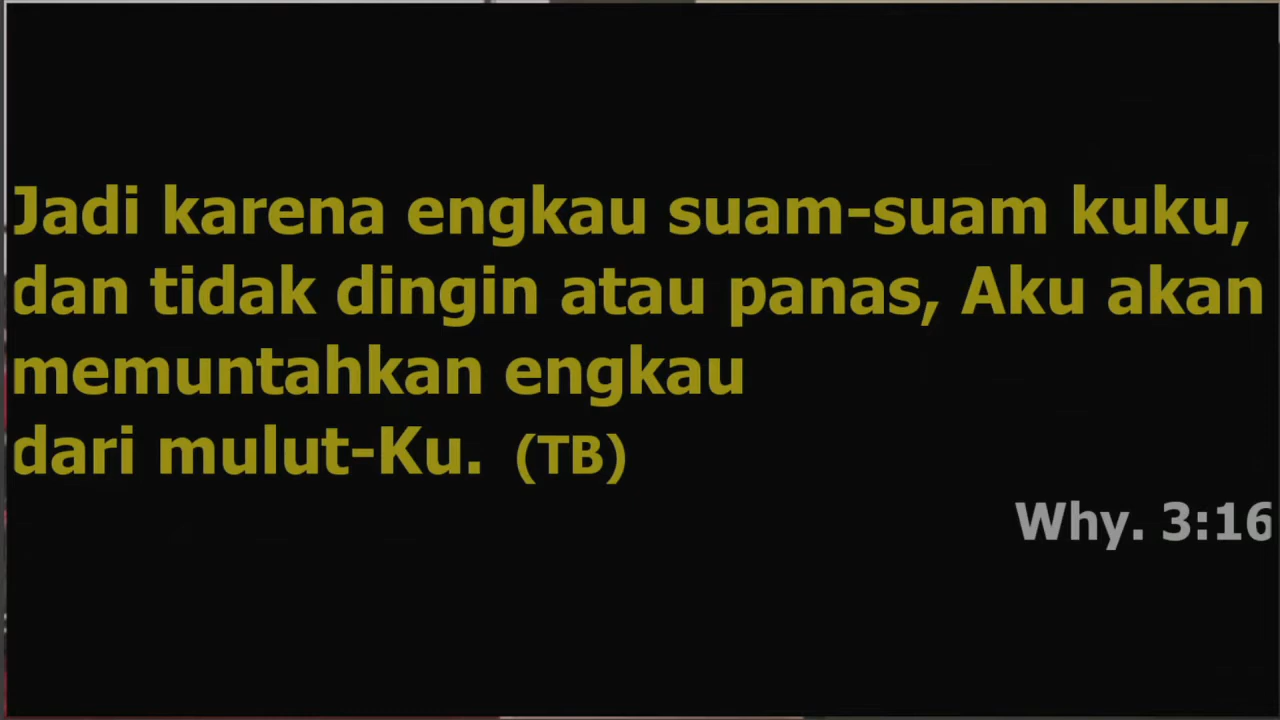 Jadi karena engkau suam-suam kuku,
dan tidak dingin atau panas, Aku akan
memuntahkan engkau
dari mulut-Ku. (TB)
Why. 3:16